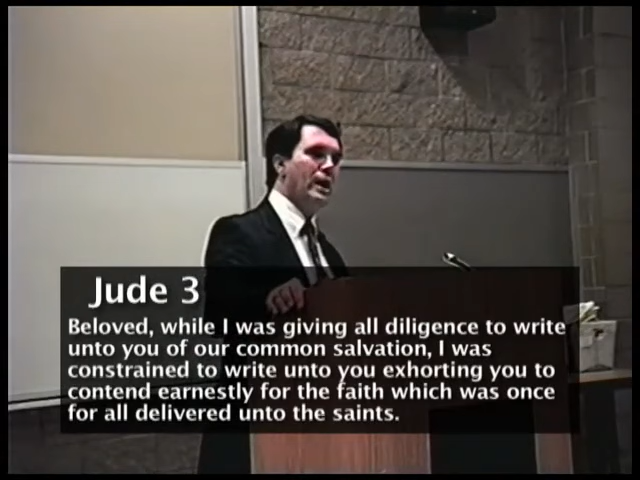 Jude 3
Beloved, while I was giving all diligence to write
unto you of our common salvation, I was
constrained to write unto you exhorting you to
contend earnestly for the faith which was once
for all delivered unto the saints.